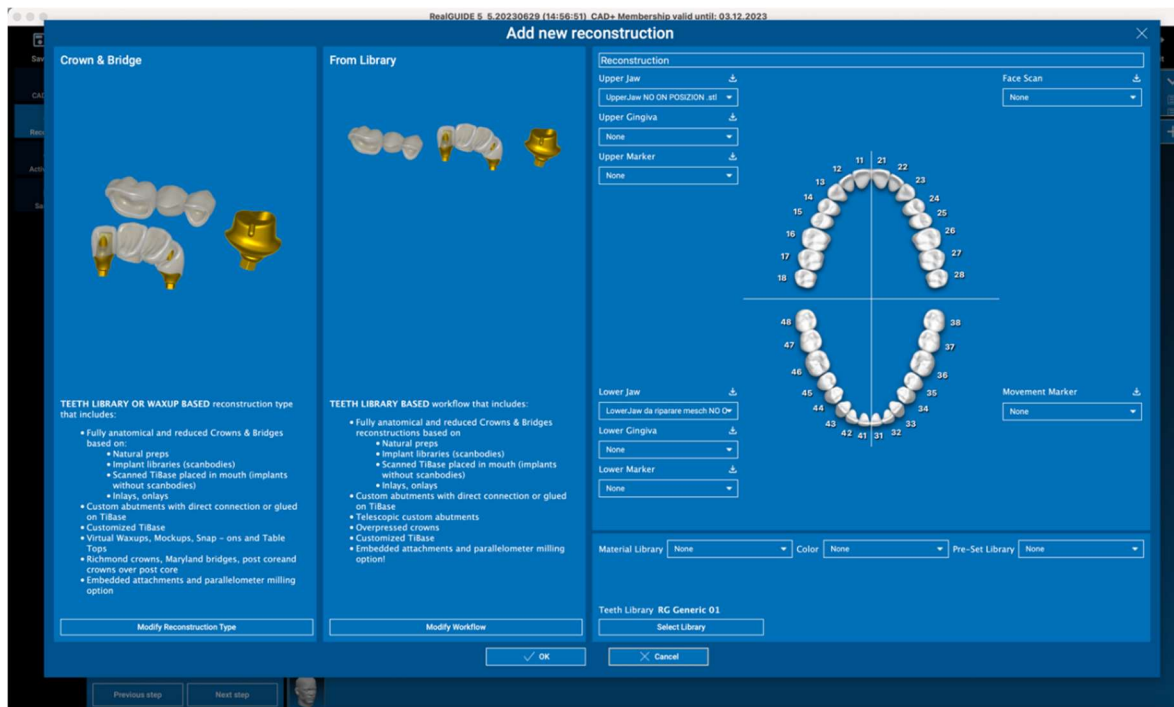 RealGUIDE 5 5.20230629 (14:56:51) CAD+ Membership valid until: 03.12.2023
Add new reconstruction
Crown & Bridge
TEETH LIBRARY OR WAXUP BASED reconstruction type
that includes:
• Fully anatomical and reduced Crowns & Bridges
based on:
• Natural preps
• Implant libraries (scanbodies)
• Scanned TiBase placed in mouth (implants
without scanbodies)
• Inlays, onlays
• Custom abutments with direct connection or glued
on TiBase
• Customized TiBase
• Virtual Waxups, Mockups, Snap – ons and Table
Tops
• Richmond crowns, Maryland bridges, post coreand
crowns over post core
• Embedded attachments and parallelometer milling
option
Modify Reconstruction Type
From Library
TEETH LIBRARY BASED workflow that includes:
• Fully anatomical and reduced Crowns & Bridges
reconstructions based on
• Natural preps
• Implant libraries (scanbodies)
• Scanned TiBase placed in mouth (implants
without scanbodies)
• Inlays, onlays
• Custom abutments with direct connection or glued
on TiBase
• Telescopic custom abutments
• Overpressed crowns
• Customized TiBase
• Embedded attachments and parallelometer milling
option!
Modify Workflow
Reconstruction
Upper Jaw
UpperJaw NO ON POSIZION .stl
Upper Gingiva
None
Upper Marker
None
Face Scan
None
11 21
12 22
13 23
14 24
15 25
16 26
17 27
18 28
48 38
47 37
46 36
45 35
44 34
43 33
42 41 31 32
Lower Jaw
LowerJaw da riparare mesch NO
Lower Gingiva
None
Lower Marker
None
Movement Marker
None
Material Library None Color None Pre-Set Library None
Teeth Library RG Generic 01
Select Library
OK Cancel
Previous step Next step